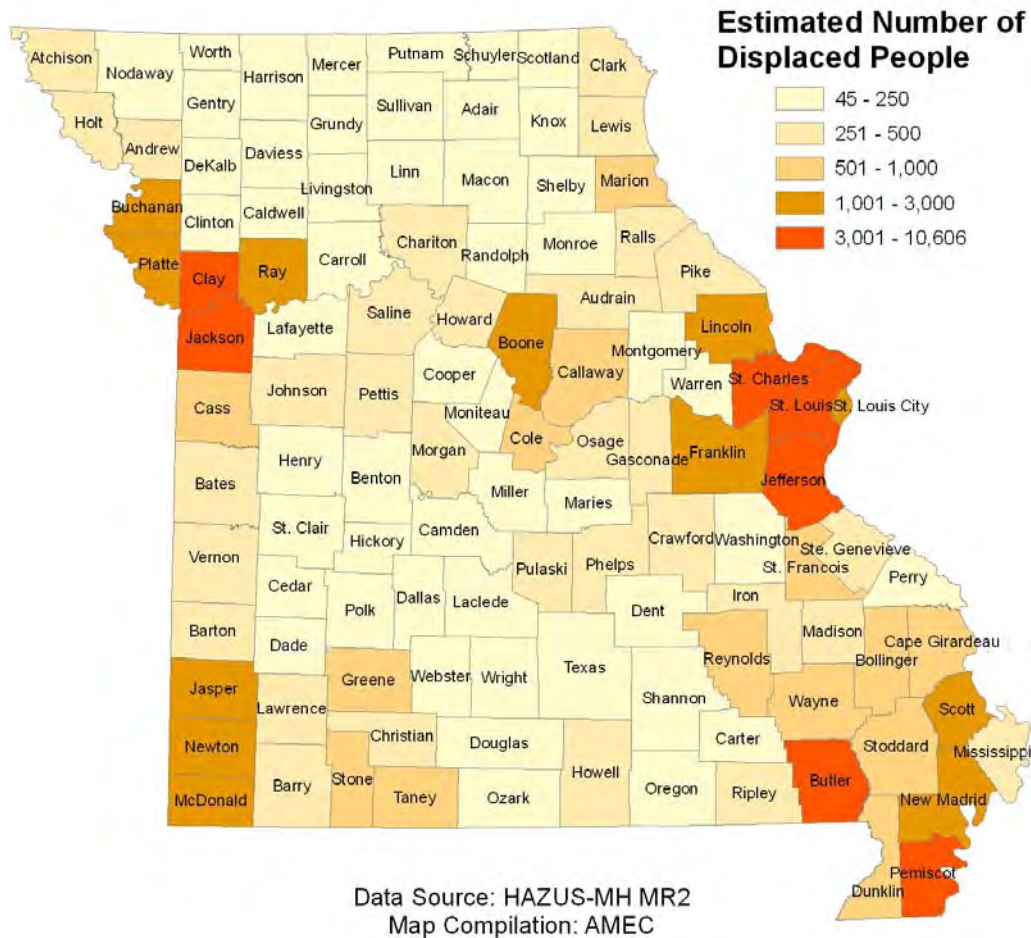 Estimated Number of
Displaced People
45 - 250
251 - 500
501 - 1,000
1,001 - 3,000
3,001 - 10,606
Atchison
Nodaway
Worth
Harrison
Mercer
Putnam
Schuyler
Scotland
Clark
Gentry
Sullivan
Adair
Knox
Lewis
Holt
Andrew
Grundy
DeKalb
Daviess
Livingston
Linn
Macon
Shelby
Marion
Buchanan
Clinton
Caldwell
Chariton
Randolph
Monroe
Ralls
Platte
Clay
Ray
Carroll
Pike
Audrain
Jackson
Lafayette
Saline
Howard
Boone
Callaway
Montgomery
Lincoln
Warren
St. Charles
St. Louis
St. Louis City
Cass
Johnson
Pettis
Cooper
Moniteau
Cole
Osage
Gasconade
Franklin
Jefferson
Morgan
Henry
Benton
Miller
Maries
Bates
St. Clair
Hickory
Camden
Crawford
Washington
Ste. Genevieve
St. Francois
Perry
Vernon
Cedar
Pulaski
Phelps
Iron
Polk
Dallas
Laclede
Dent
Madison
Barton
Dade
Reynolds
Bollinger
Cape Girardeau
Jasper
Greene
Webster
Wright
Texas
Shannon
Wayne
Scott
Lawrence
Newton
Christian
Douglas
Carter
Stoddard
Mississippi
McDonald
Barry
Stone
Taney
Ozark
Howell
Oregon
Ripley
Butler
New Madrid
Dunklin
Pemiscot
Data Source: HAZUS-MH MR2
Map Compilation: AMEC